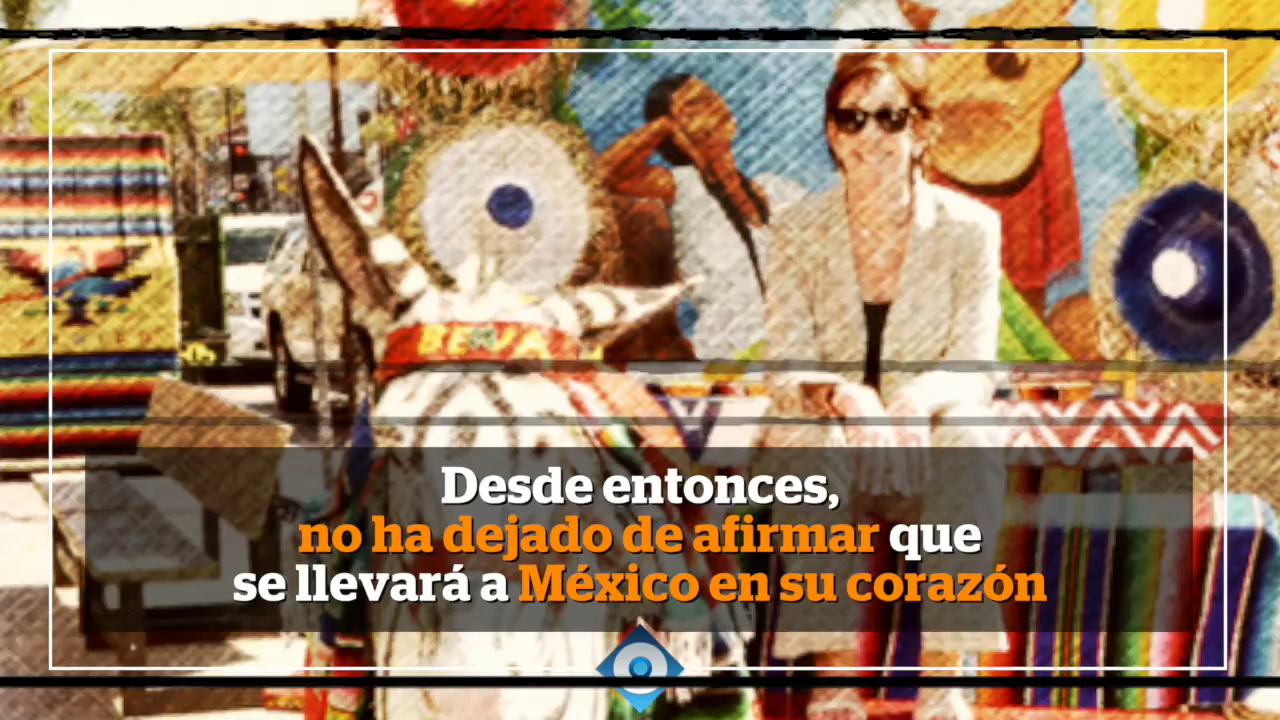 Desde entonces,
no ha dejado de afirmar que
se llevará a México en su corazón